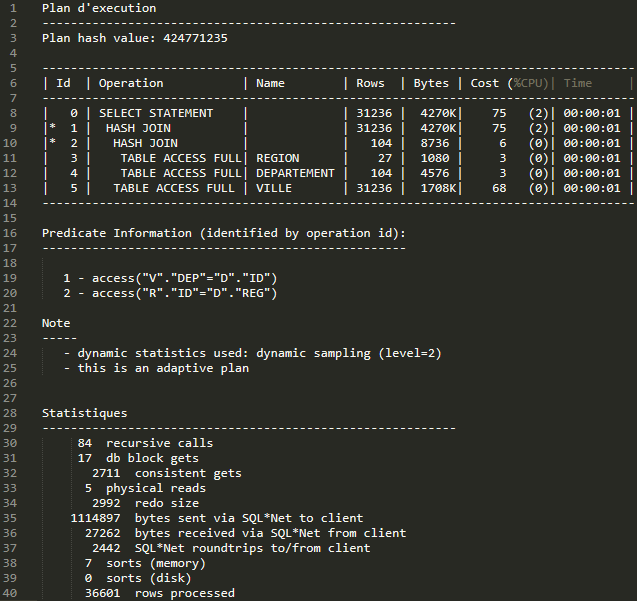 1 Plan d'execution
2 ----------------------------------------------------------
3 Plan hash value: 424771235
4
5 -----------------------------------------------------------------------------------
6 | Id  | Operation           | Name        | Rows  | Bytes | Cost (%CPU)| Time     |
7 -----------------------------------------------------------------------------------
8 |   0 | SELECT STATEMENT    |             | 31236 |  4270K|    75   (2)| 00:00:01 |
9 |*  1 |  HASH JOIN          |             | 31236 |  4270K|    75   (2)| 00:00:01 |
10 |*  2 |   HASH JOIN         |             |   104 |  8736 |     6   (0)| 00:00:01 |
11 |   3 |    TABLE ACCESS FULL| REGION      |    27 |  1080 |     3   (0)| 00:00:01 |
12 |   4 |    TABLE ACCESS FULL| DEPARTEMENT |   104 |  4576 |     3   (0)| 00:00:01 |
13 |   5 |   TABLE ACCESS FULL | VILLE       | 31236 |  1708K|    68   (0)| 00:00:01 |
14 -----------------------------------------------------------------------------------
15
16 Predicate Information (identified by operation id):
17 ---------------------------------------------------
18
19    1 - access("V"."DEP"="D"."ID")
20    2 - access("R"."ID"="D"."REG")
21
22 Note
23 -----
24    - dynamic statistics used: dynamic sampling (level=2)
25    - this is an adaptive plan
26
27
28 Statistiques
29 ----------------------------------------------------------
30      84  recursive calls
31      17  db block gets
32        2711  consistent gets
33       5  physical reads
34        2992  redo size
35     1114897  bytes sent via SQL*Net to client
36       27262  bytes received via SQL*Net from client
37        2442  SQL*Net roundtrips to/from client
38       7  sorts (memory)
39       0  sorts (disk)
40       36601  rows processed